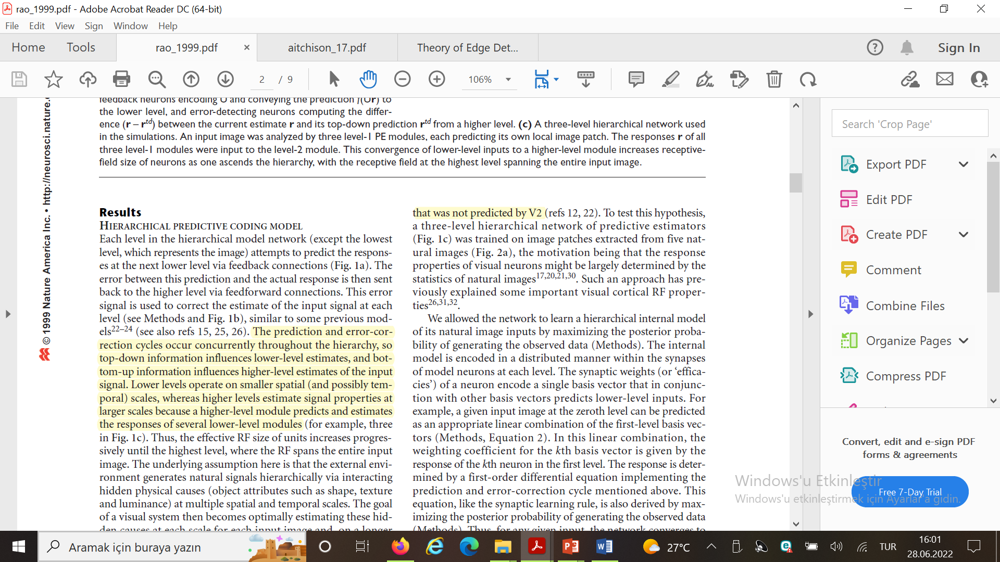 rao_1999.pdf - Adobe Acrobat Reader DC (64-bit)
File Edit View Sign Window Help
Home Tools rao_1999.pdf × aitchison_17.pdf Theory of Edge Det... Sign In
2 / 9 106%
© 1999 Nature America Inc. • http://neurosci.nature.
feedback neurons encoding U and conveying the prediction f(Ur) to
the lower level, and error-detecting neurons computing the differ-
ence (r – r^td) between the current estimate r and its top-down prediction r^td from a higher level. (c) A three-level hierarchical network used
in the simulations. An input image was analyzed by three level-1 PE modules, each predicting its own local image patch. The responses r of all
three level-1 modules were input to the level-2 module. This convergence of lower-level inputs to a higher-level module increases receptive-
field size of neurons as one ascends the hierarchy, with the receptive field at the highest level spanning the entire input image.
Results
HIERARCHICAL PREDICTIVE CODING MODEL
Each level in the hierarchical model network (except the lowest
level, which represents the image) attempts to predict the respons-
es at the next lower level via feedback connections (Fig. 1a). The
error between this prediction and the actual response is then sent
back to the higher level via feedforward connections. This error
signal is used to correct the estimate of the input signal at each
level (see Methods and Fig. 1b), similar to some previous mod-
els22–24 (see also refs 15, 25, 26). The prediction and error-cor-
rection cycles occur concurrently throughout the hierarchy, so
top-down information influences lower-level estimates, and bot-
tom-up information influences higher-level estimates of the input
signal. Lower levels operate on smaller spatial (and possibly tem-
poral) scales, whereas higher levels estimate signal properties at
larger scales because a higher-level module predicts and estimates
the responses of several lower-level modules (for example, three
in Fig. 1c). Thus, the effective RF size of units increases progres-
sively until the highest level, where the RF spans the entire input
image. The underlying assumption here is that the external envi-
ronment generates natural signals hierarchically via interacting
hidden physical causes (object attributes such as shape, texture
and luminance) at multiple spatial and temporal scales. The goal
of a visual system then becomes optimally estimating these hid-
den causes at each scale for each input image and, on a longer
that was not predicted by V2 (refs 12, 22). To test this hypothesis,
a three-level hierarchical network of predictive estimators
(Fig. 1c) was trained on image patches extracted from five nat-
ural images (Fig. 2a), the motivation being that the response
properties of visual neurons might be largely determined by the
statistics of natural images17,20,21,30. Such an approach has pre-
viously explained some important visual cortical RF proper-
ties26,31,32.
We allowed the network to learn a hierarchical internal model
of its natural image inputs by maximizing the posterior proba-
bility of generating the observed data (Methods). The internal
model is encoded in a distributed manner within the synapses
of model neurons at each level. The synaptic weights (or ‘effica-
cies’) of a neuron encode a single basis vector that in conjunc-
tion with other basis vectors predicts lower-level inputs. For
example, a given input image at the zeroth level can be predicted
as an appropriate linear combination of the first-level basis vec-
tors (Methods, Equation 2). In this linear combination, the
weighting coefficient for the kth basis vector is given by the
response of the kth neuron in the first level. The response is deter-
mined by a first-order differential equation implementing the
prediction and error-correction cycle mentioned above. This
equation, like the synaptic learning rule, is also derived by max-
imizing the posterior probability of generating the observed data
(Methods). Thus, for any given input, the network converges to
Search 'Crop Page'
Export PDF
Edit PDF
Create PDF
Comment
Combine Files
Organize Pages
Compress PDF
Convert, edit and e-sign PDF
forms & agreements
Free 7-Day Trial
Windows'u Etkinleştir
Windows'u etkinleştirmek için Ayarlar'a gidin.
Aramak için buraya yazın
27°C
TUR
16:01
28.06.2022